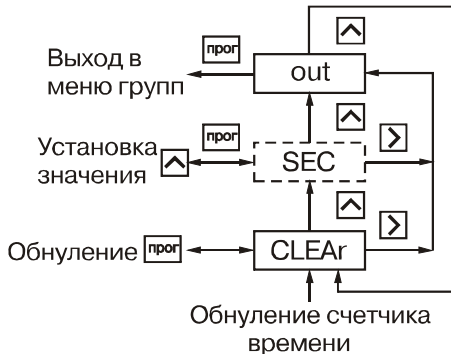 прог
Выход в
меню групп
out
Установка
значения
прог
SEC
Обнуление
прог
CLEAr
Обнуление счетчика
времени